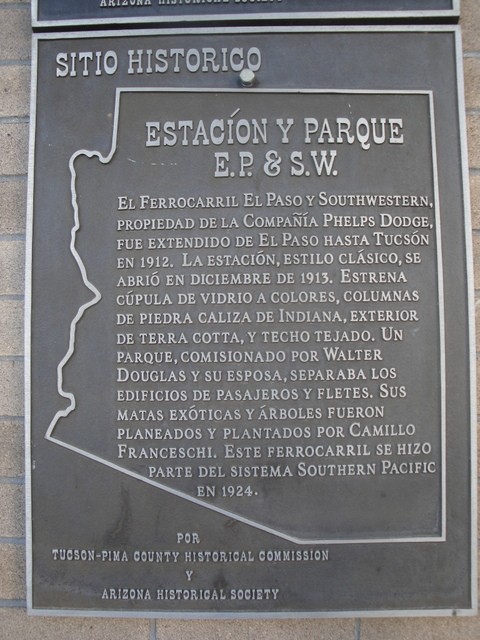 ARIZONA HISTORICAL SOCIETY
SITIO HISTORICO
ESTACÍON Y PARQUE
E.P. & S.W.
EL FERROCARRIL EL PASO Y SOUTHWESTERN,
PROPIEDAD DE LA COMPAÑÍA PHELPS DODGE,
FUE EXTENDIDO DE EL PASO HASTA TUCSÓN
EN 1912. LA ESTACIÓN, ESTILO CLÁSICO, SE
ABRIÓ EN DICIEMBRE DE 1913. ESTRENA
CÚPULA DE VIDRIO A COLORES, COLUMNAS
DE PIEDRA CALIZA DE INDIANA, EXTERIOR
DE TERRA COTTA, Y TECHO TEJADO. UN
PARQUE, COMISIONADO POR WALTER
DOUGLAS Y SU ESPOSA, SEPARABA LOS
EDIFICIOS DE PASAJEROS Y FLETES. SUS
MATAS EXÓTICAS Y ÁRBOLES FUERON
PLANEADOS Y PLANTADOS POR CAMILLO
FRANCESCHI. ESTE FERROCARRIL SE HIZO
PARTE DEL SISTEMA SOUTHERN PACIFIC
EN 1924.
POR
TUCSON-PIMA COUNTY HISTORICAL COMMISSION
Y
ARIZONA HISTORICAL SOCIETY